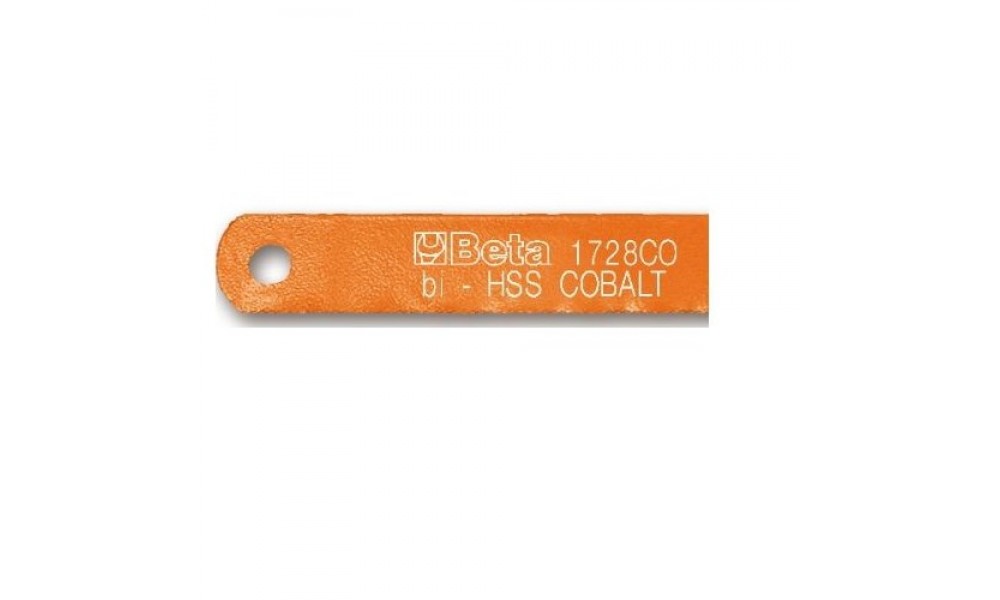 Beta 1728CO
bi - HSS COBALT